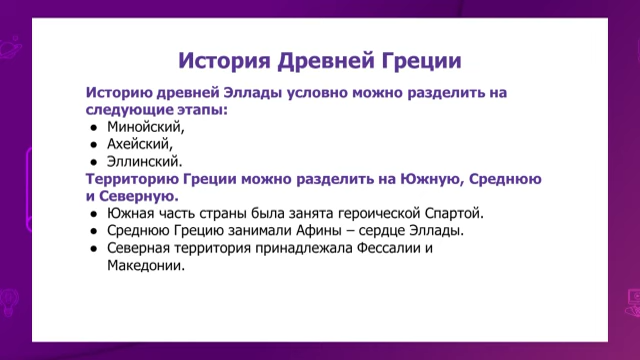 История Древней Греции
Историю древней Эллады условно можно разделить на
следующие этапы:
● Минойский,
● Ахейский,
● Эллинский.
Территорию Греции можно разделить на Южную, Среднюю
и Северную.
● Южная часть страны была занята героической Спартой.
● Среднюю Грецию занимали Афины – сердце Эллады.
● Северная территория принадлежала Фессалии и
Македонии.